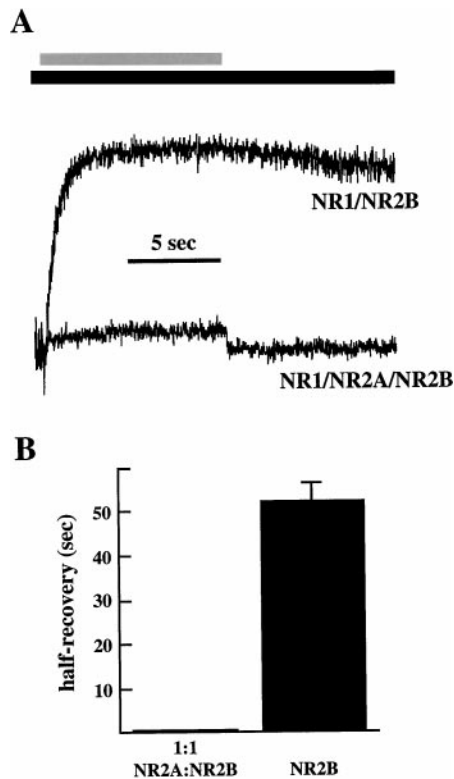 A
NR1/NR2B
5 sec
NR1/NR2A/NR2B
B
half-recovery (sec)
50
40
30
20
10
1:1
NR2A:NR2B
NR2B